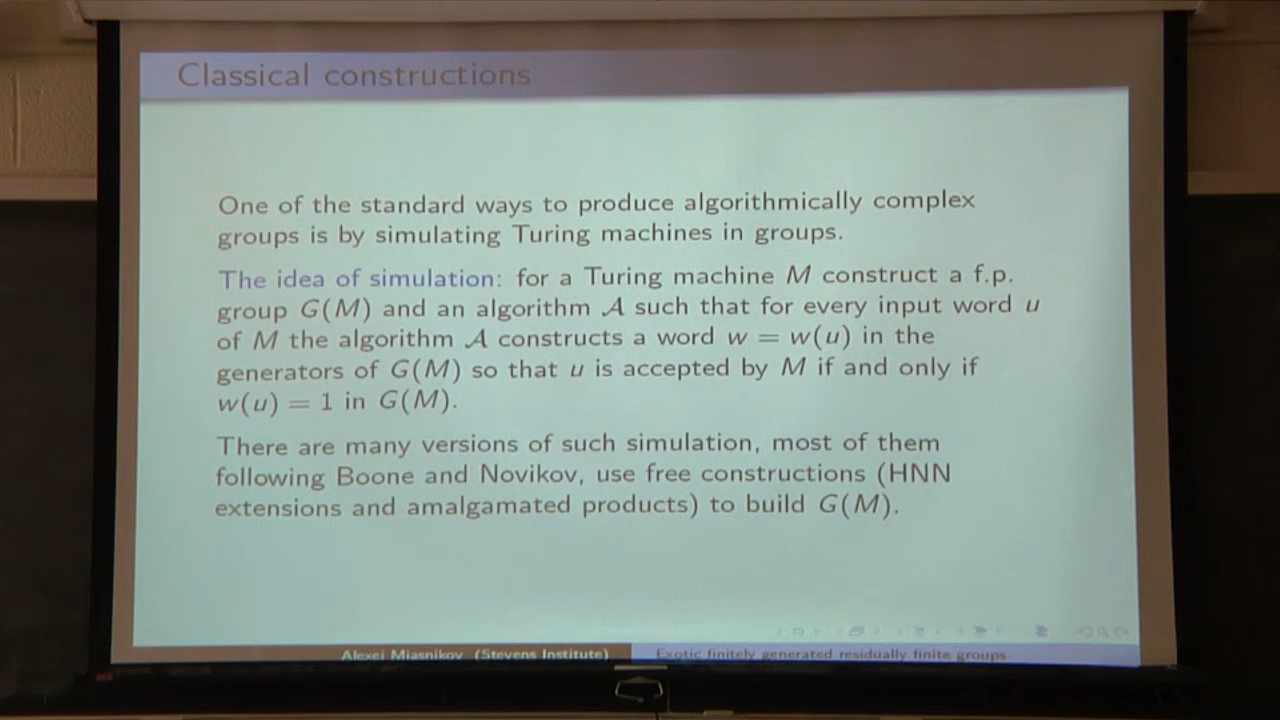 Classical constructions
One of the standard ways to produce algorithmically complex
groups is by simulating Turing machines in groups.
The idea of simulation: for a Turing machine M construct a f.p.
group G(M) and an algorithm 𝒜 such that for every input word u
of M the algorithm 𝒜 constructs a word w = w(u) in the
generators of G(M) so that u is accepted by M if and only if
w(u) = 1 in G(M).
There are many versions of such simulation, most of them
following Boone and Novikov, use free constructions (HNN
extensions and amalgamated products) to build G(M).
Alexei Miasnikov (Stevens Institute)
Exotic finitely generated residually finite groups